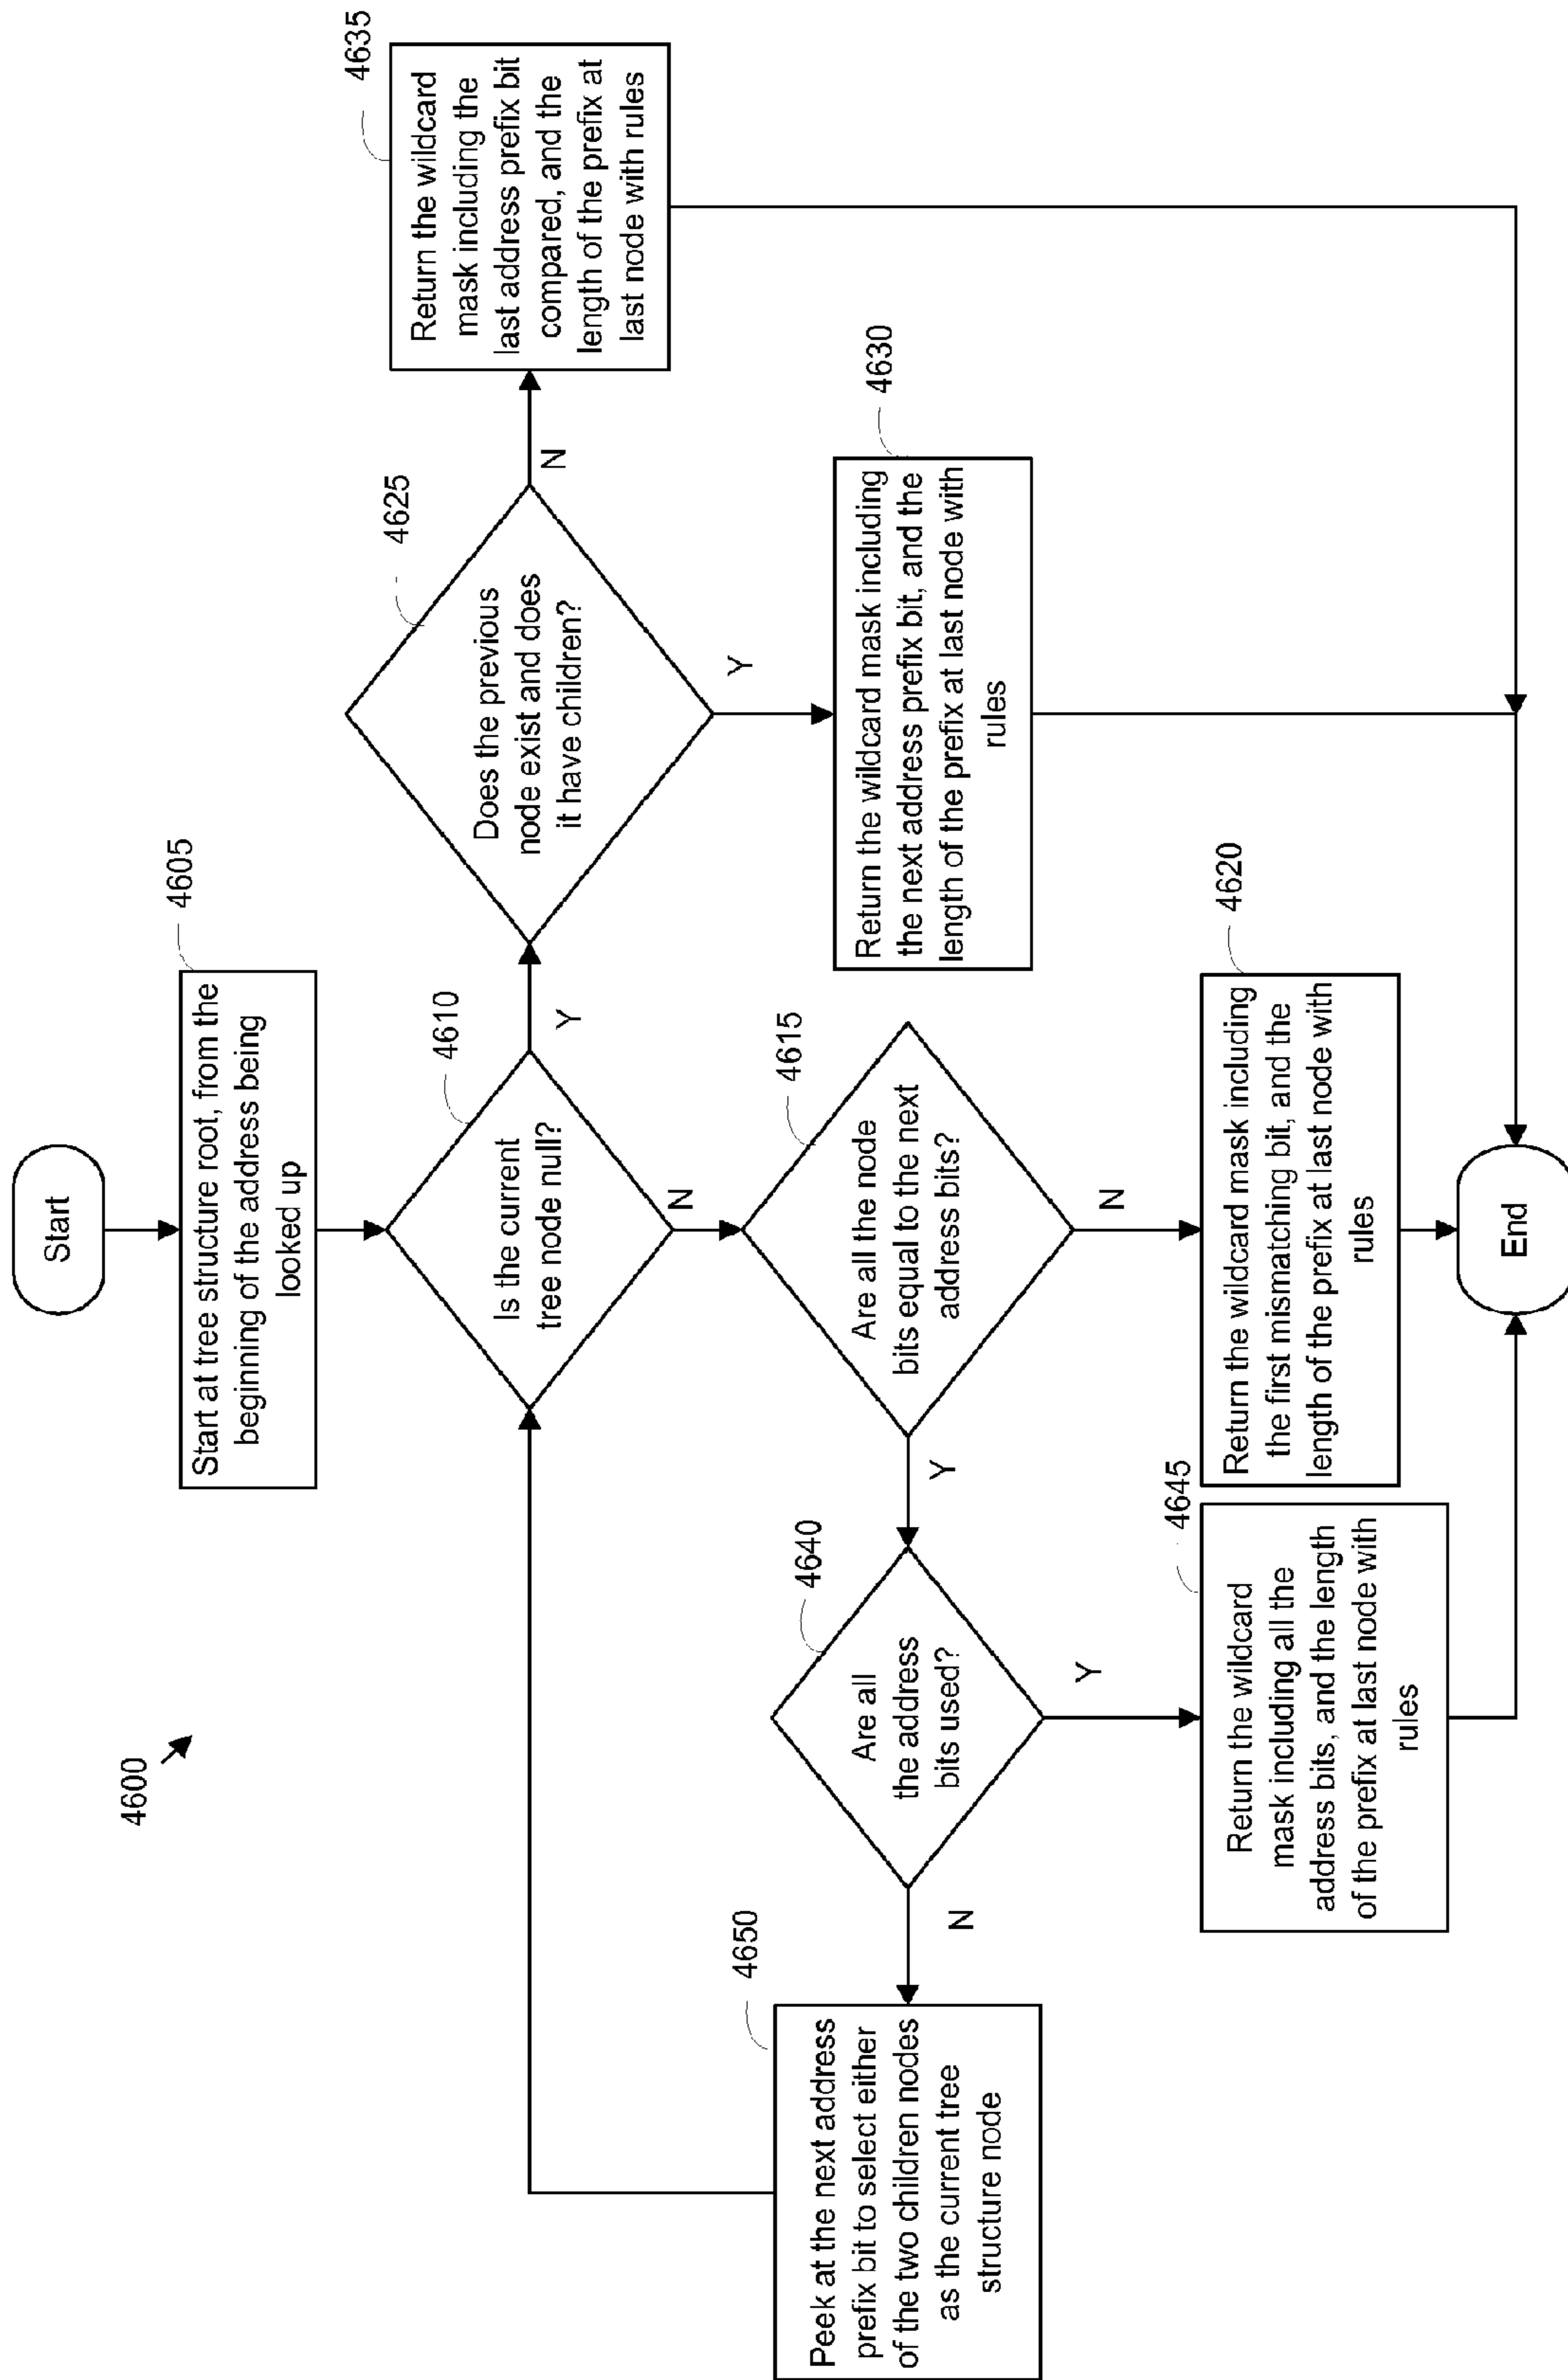 4600
Start
4605
Start at tree structure root, from the
beginning of the address being
looked up
4610
Is the current
tree node null?
Y
N
4625
Does the previous
node exist and does
it have children?
N
Y
4635
Return the wildcard
mask including the
last address prefix bit
compared, and the
length of the prefix at
last node with rules
4630
Return the wildcard mask including
the next address prefix bit, and the
length of the prefix at last node with
rules
4615
Are all the node
bits equal to the next
address bits?
Y
N
4620
Return the wildcard mask including
the first mismatching bit, and the
length of the prefix at last node with
rules
4640
Are all
the address
bits used?
N
Y
4645
Return the wildcard
mask including all the
address bits, and the length
of the prefix at last node with
rules
4650
Peek at the next address
prefix bit to select either
of the two children nodes
as the current tree
structure node
End